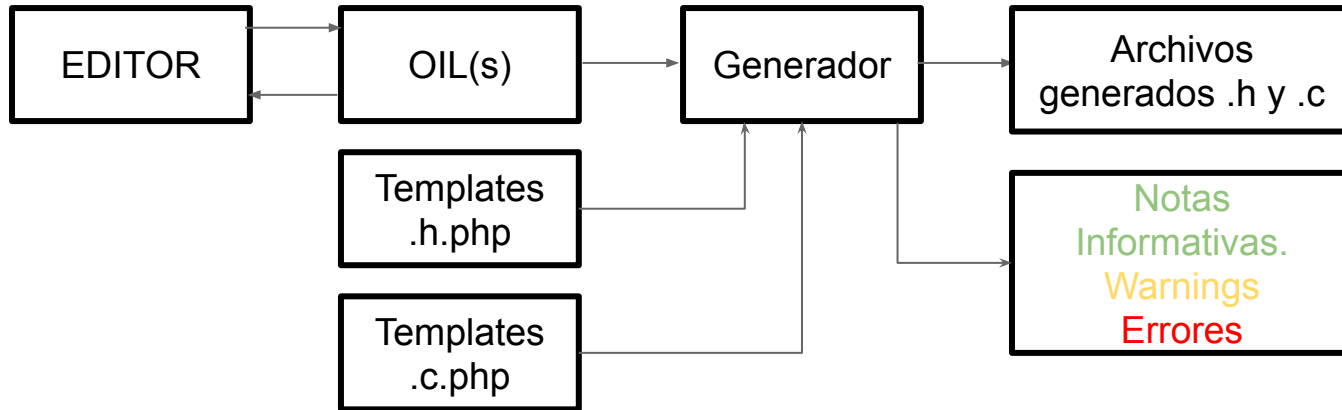 EDITOR
OIL(s)
Generador
Archivos
generados .h y .c
Templates
.h.php
Templates
.c.php
Notas
Informativas.
Warnings
Errores